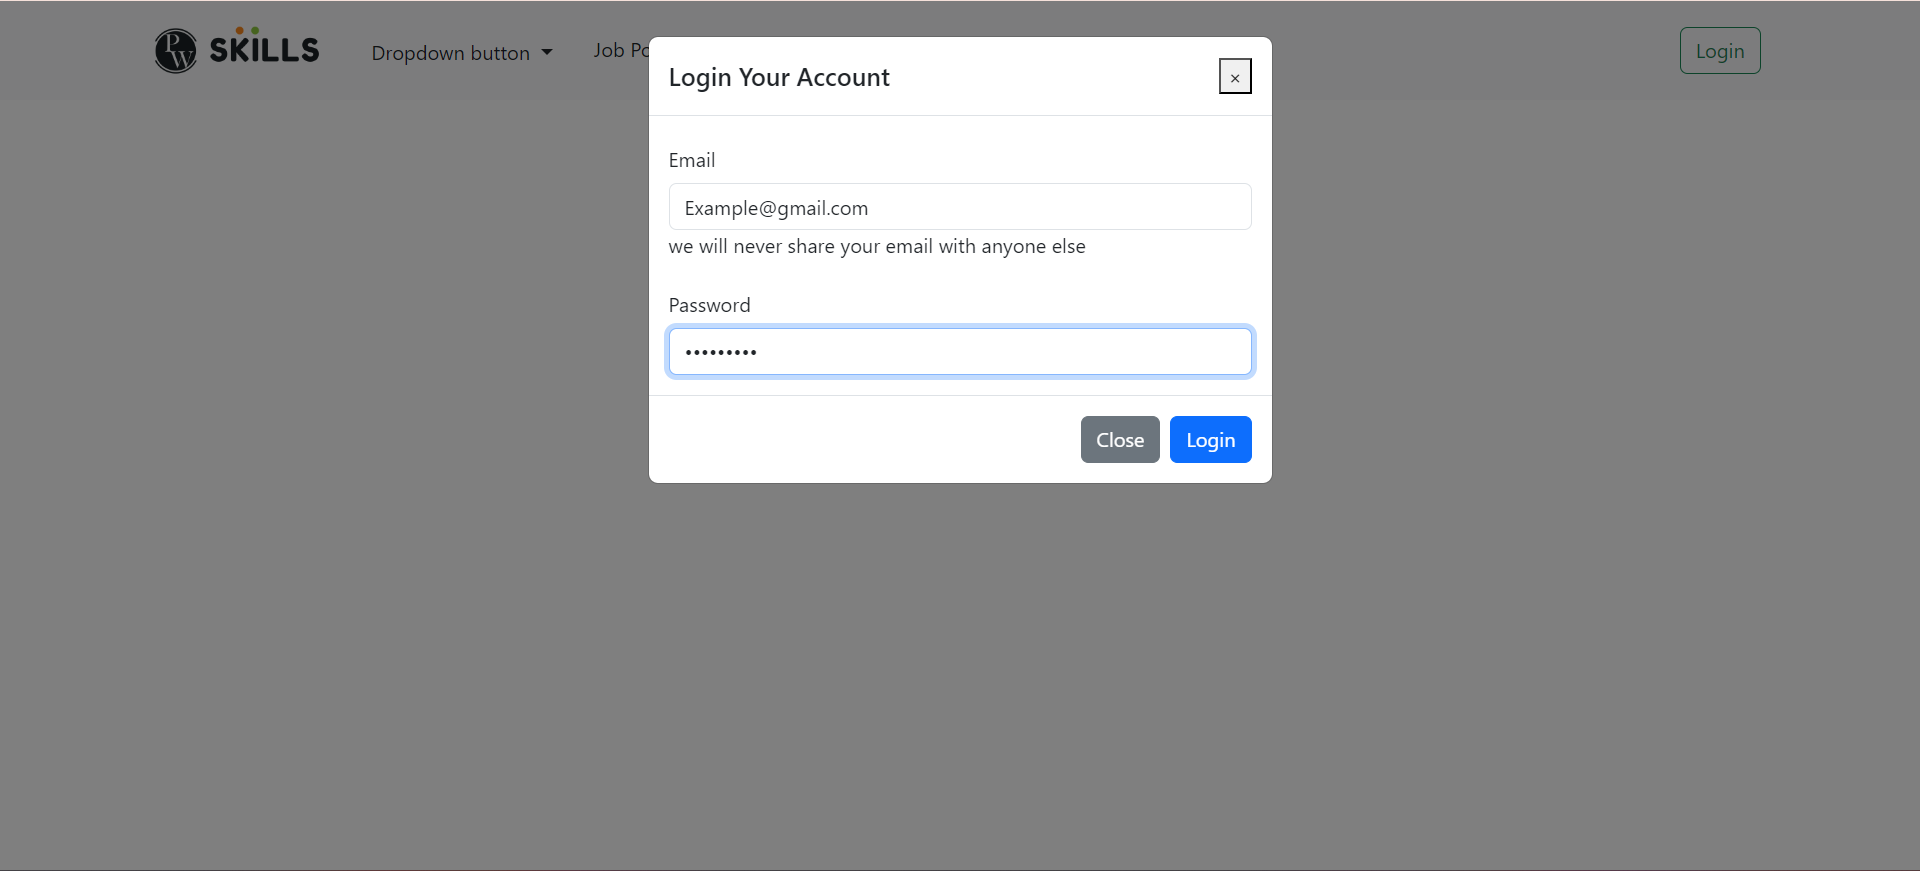 PW SKILLS
Dropdown button
Job Po
Login
Login Your Account
×
Email
Example@gmail.com
we will never share your email with anyone else
Password
•••••••••
Close
Login